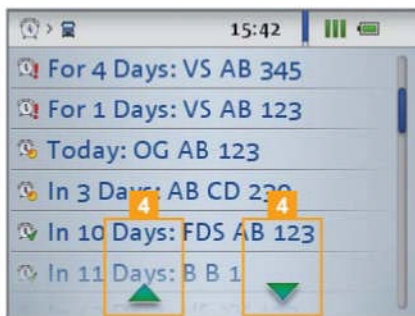 15:42
For 4 Days: VS AB 345
For 1 Days: VS AB 123
Today: OG AB 123
In 3 Days: AB CD 230
4 4
In 10 Days: FDS AB 123
In 11 Days: B B 1